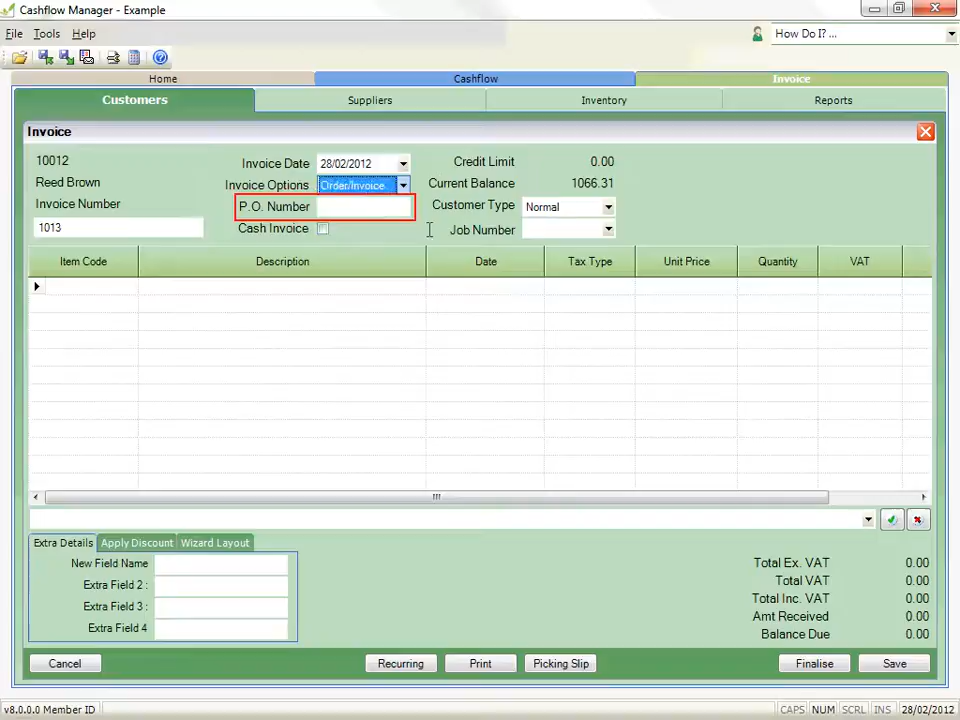 Cashflow Manager - Example
File Tools Help
How Do I? ...
Home Cashflow Invoice
Customers Suppliers Inventory Reports
Invoice
10012 Invoice Date 28/02/2012 Credit Limit 0.00
Reed Brown Invoice Options Order/Invoice Current Balance 1066.31
Invoice Number P.O. Number Customer Type Normal
1013 Cash Invoice Job Number
Item Code Description Date Tax Type Unit Price Quantity VAT
Extra Details Apply Discount Wizard Layout
New Field Name Total Ex. VAT 0.00
Extra Field 2 : Total VAT 0.00
Extra Field 3 : Total Inc. VAT 0.00
Extra Field 4 Amt Received 0.00
Balance Due 0.00
Cancel Recurring Print Picking Slip Finalise Save
v8.0.0.0 Member ID CAPS NUM SCRL INS 28/02/2012